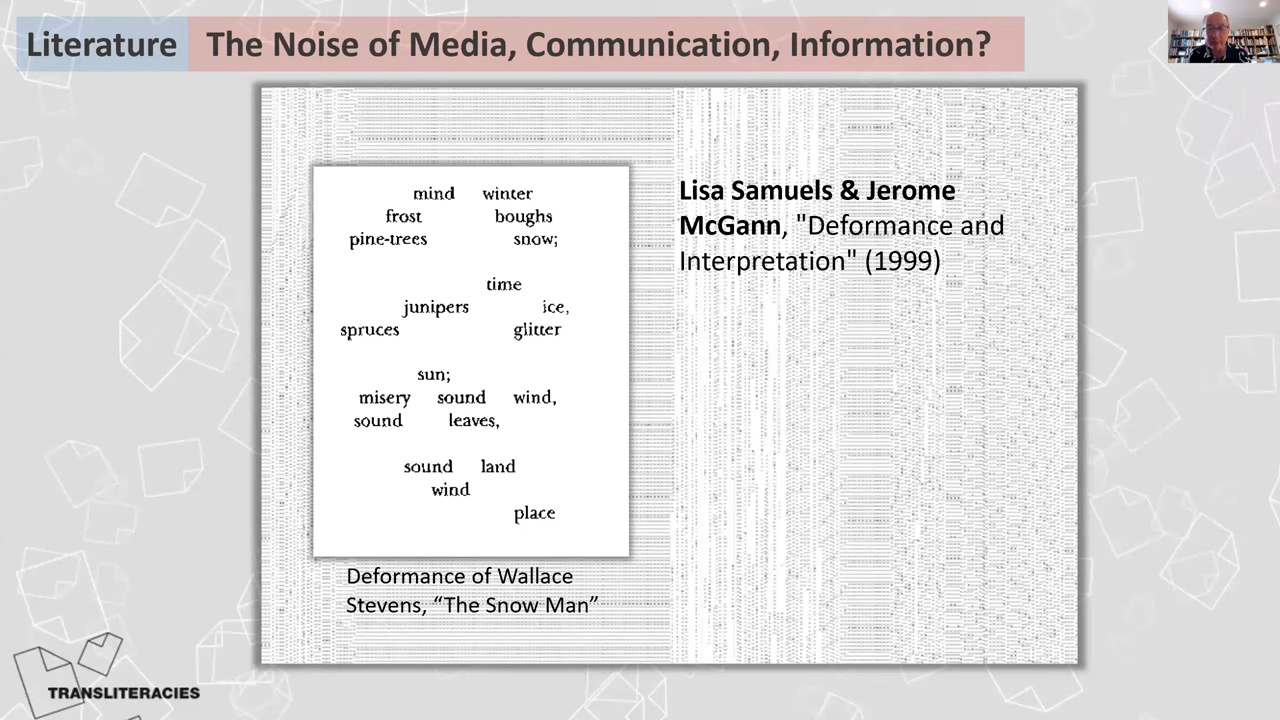 Literature The Noise of Media, Communication, Information?
mind winter
frost boughs
pine-trees snow;
time
junipers ice,
spruces glitter
sun;
misery sound wind,
sound leaves,
sound land
wind
place
Deformance of Wallace
Stevens, “The Snow Man”
Lisa Samuels & Jerome
McGann, "Deformance and
Interpretation" (1999)
TRANSLITERACIES